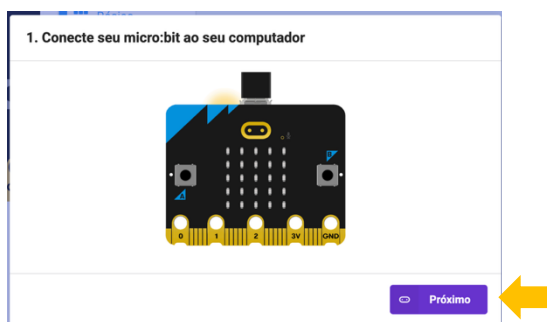 1. Conecte seu micro:bit ao seu computador
B
A
0 1 2 3V GND
Próximo